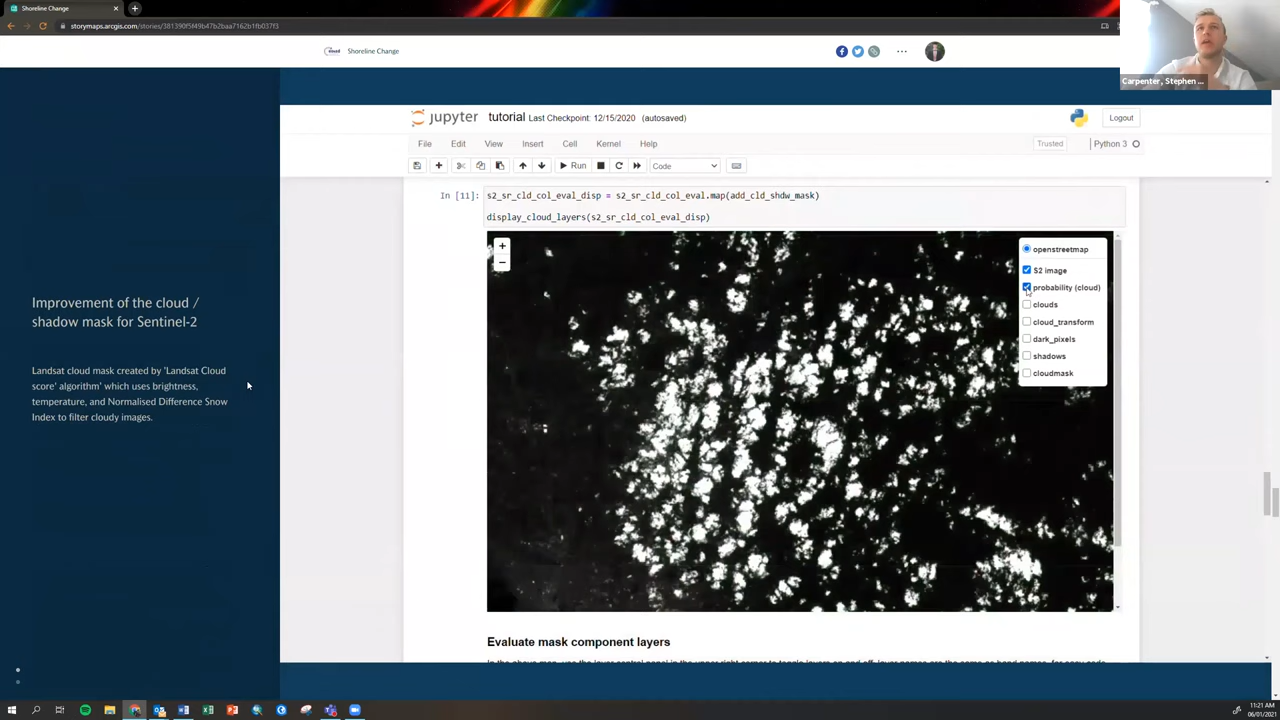 Shoreline Change
storymaps.arcgis.com/stories/381390f5f49b47b2baa7162b1fb037f3
Shoreline Change
Carpenter, Stephen ...
jupyter tutorial Last Checkpoint: 12/15/2020 (autosaved)
Logout
File Edit View Insert Cell Kernel Help
Trusted
Python 3
Run
Code
In [11]:
s2_sr_cld_col_eval_disp = s2_sr_cld_col_eval.map(add_cld_shdw_mask)
display_cloud_layers(s2_sr_cld_col_eval_disp)
+
−
openstreetmap
S2 image
probability (cloud)
clouds
cloud_transform
dark_pixels
shadows
cloudmask
Improvement of the cloud /
shadow mask for Sentinel-2
Landsat cloud mask created by 'Landsat Cloud
score' algorithm' which uses brightness,
temperature, and Normalised Difference Snow
Index to filter cloudy images.
Evaluate mask component layers
11:21 AM
06/01/2021